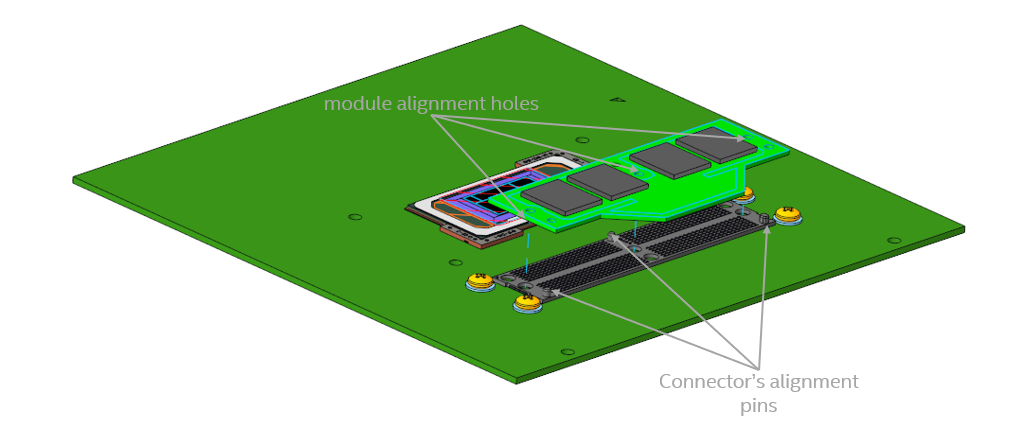 module alignment holes
Connector’s alignment
pins